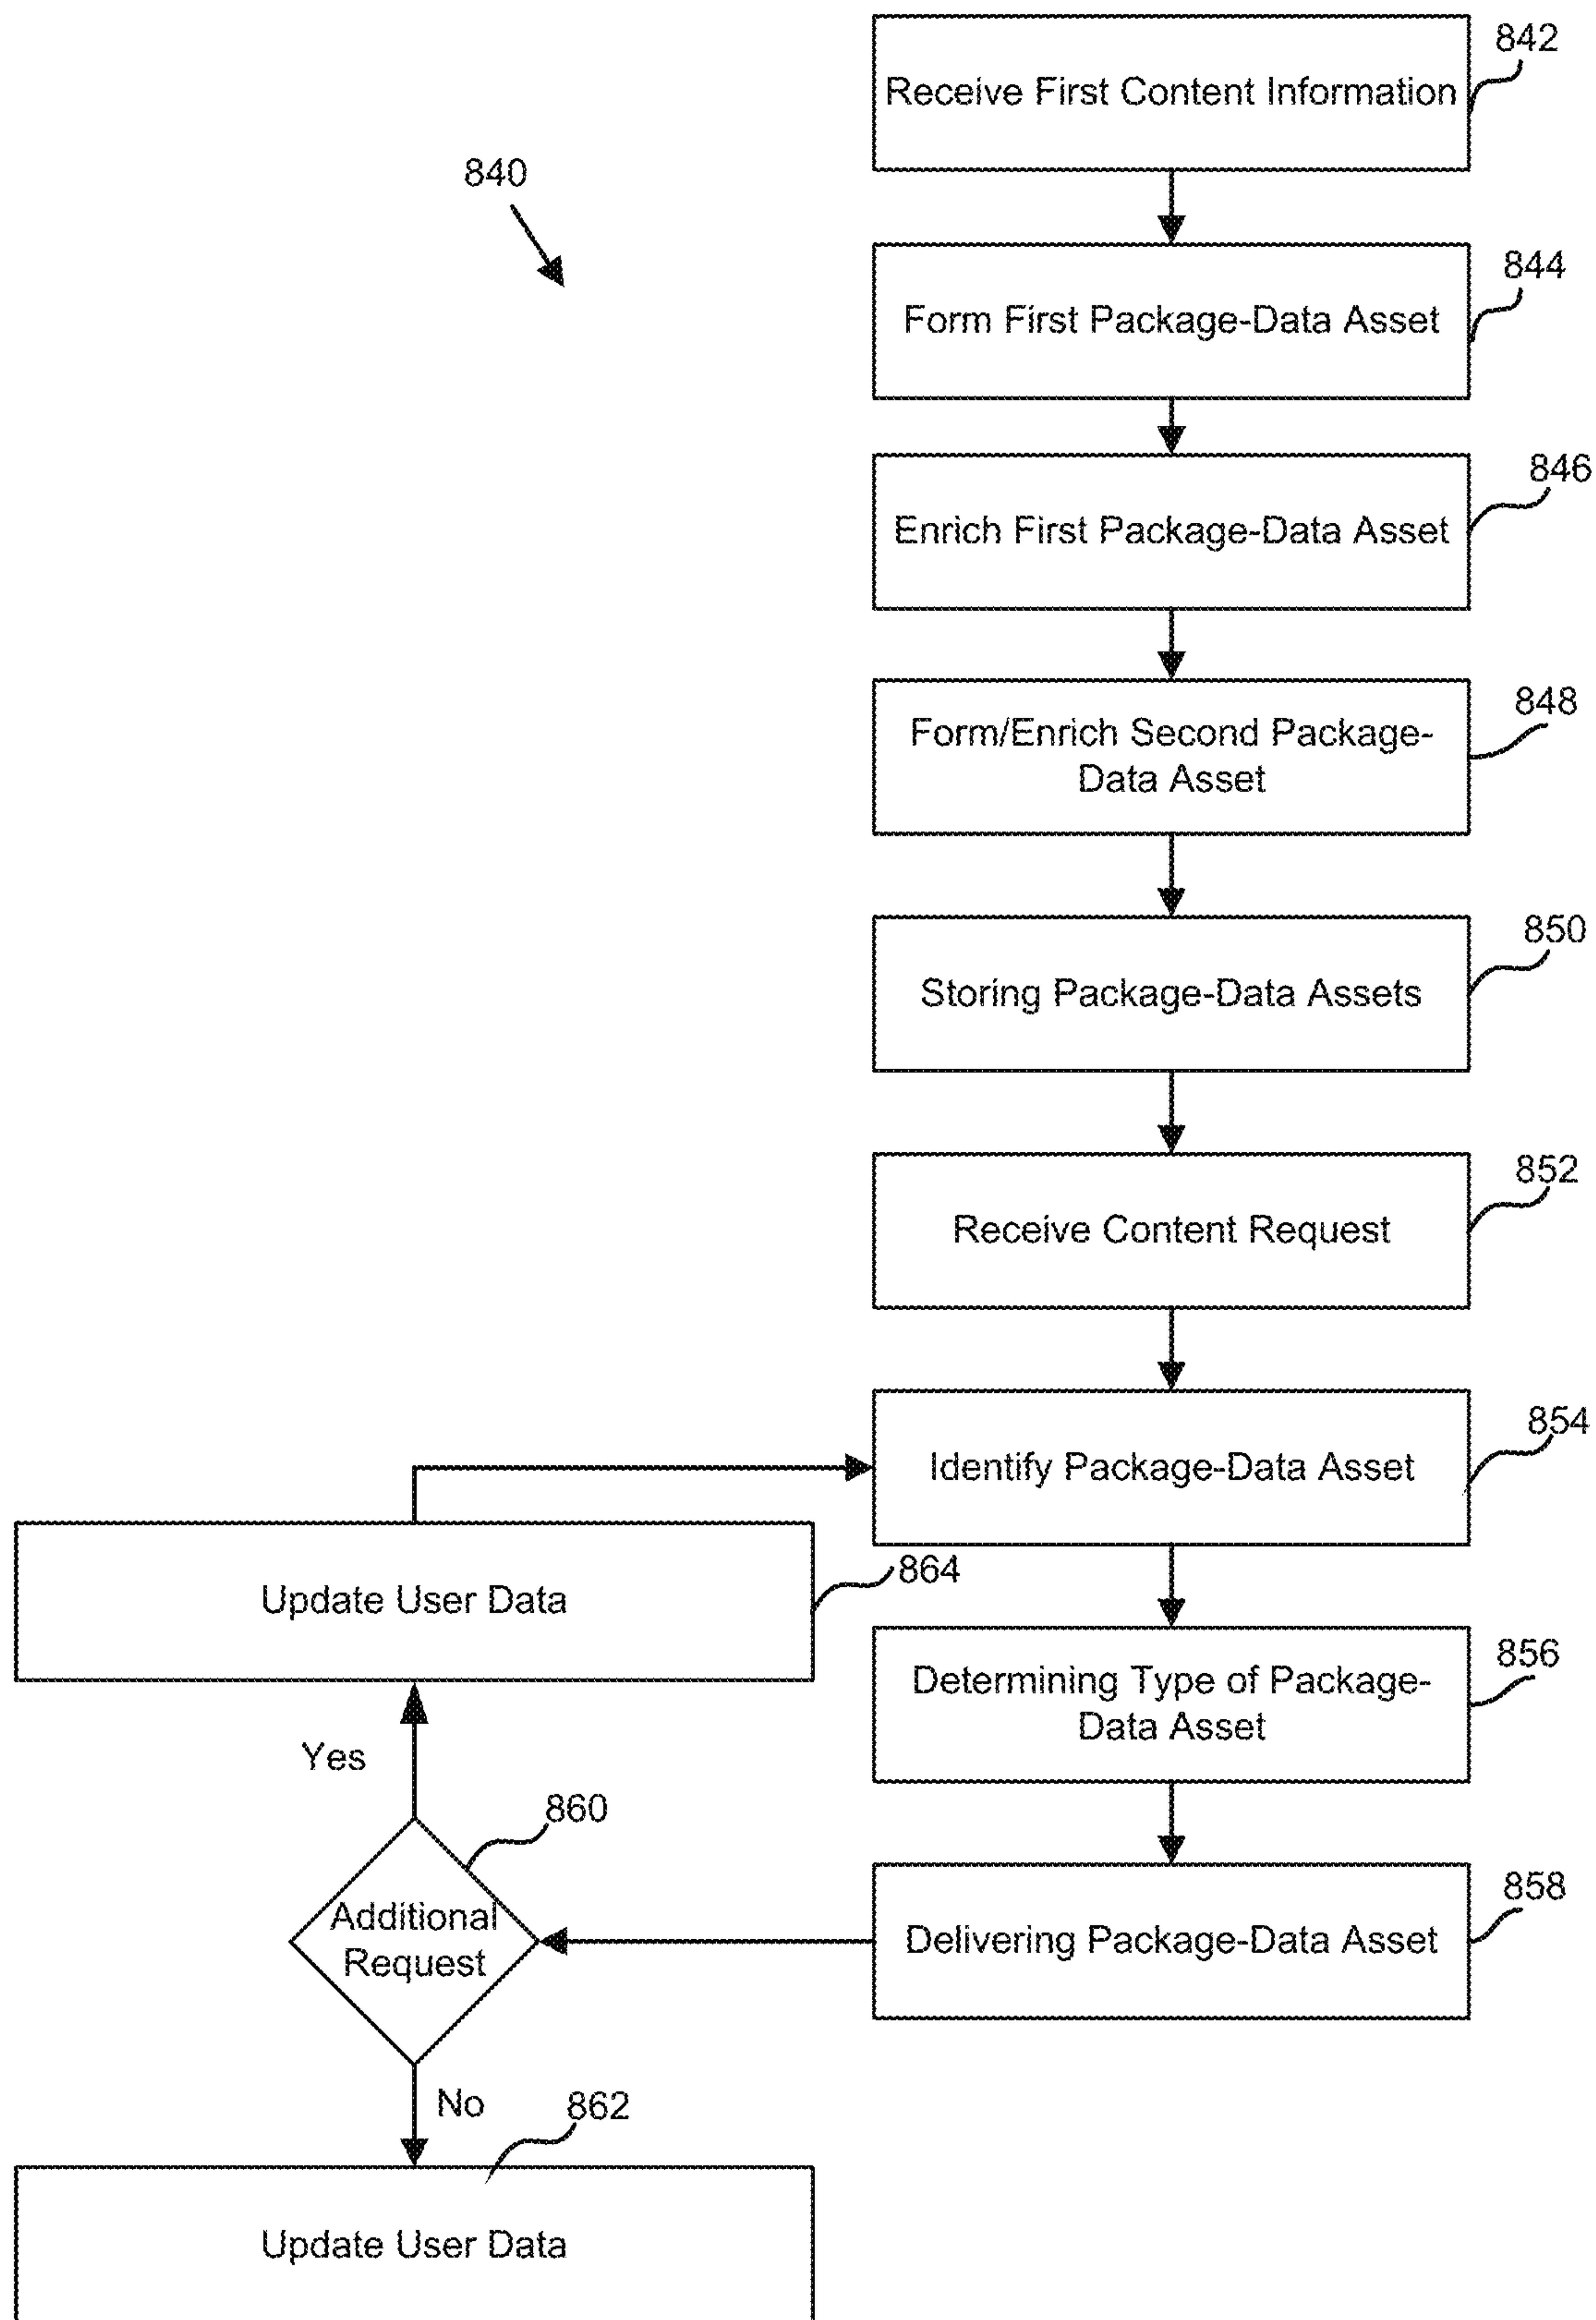 842
Receive First Content Information
840
844
Form First Package-Data Asset
846
Enrich First Package-Data Asset
848
Form/Enrich Second Package-
Data Asset
850
Storing Package-Data Assets
852
Receive Content Request
854
Identify Package-Data Asset
864
Update User Data
856
Determining Type of Package-
Data Asset
Yes
860
858
Additional
Request
Delivering Package-Data Asset
No
862
Update User Data